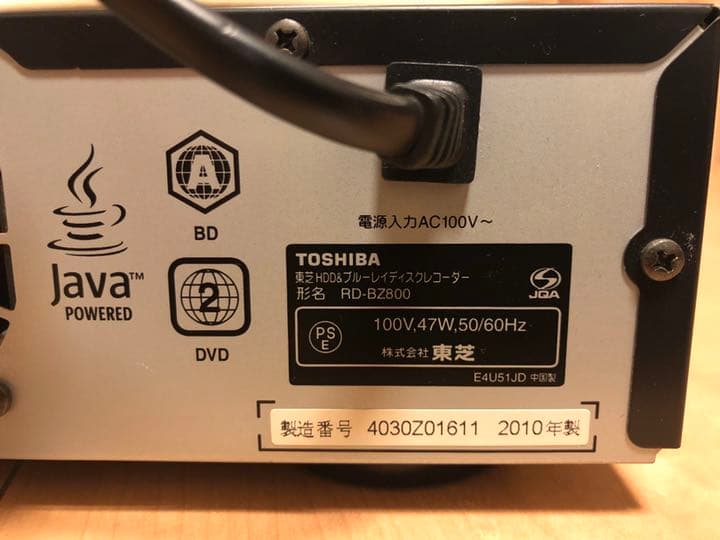 電源入力AC100V～
A
BD
Java™
POWERED
2
DVD
TOSHIBA
東芝HDD&ブルーレイディスクレコーダー
形名 RD-BZ800
JQA
PS
E
100V,47W,50/60Hz
株式会社 東芝
E4U51JD 中国製
製造番号 4030Z01611 2010年製